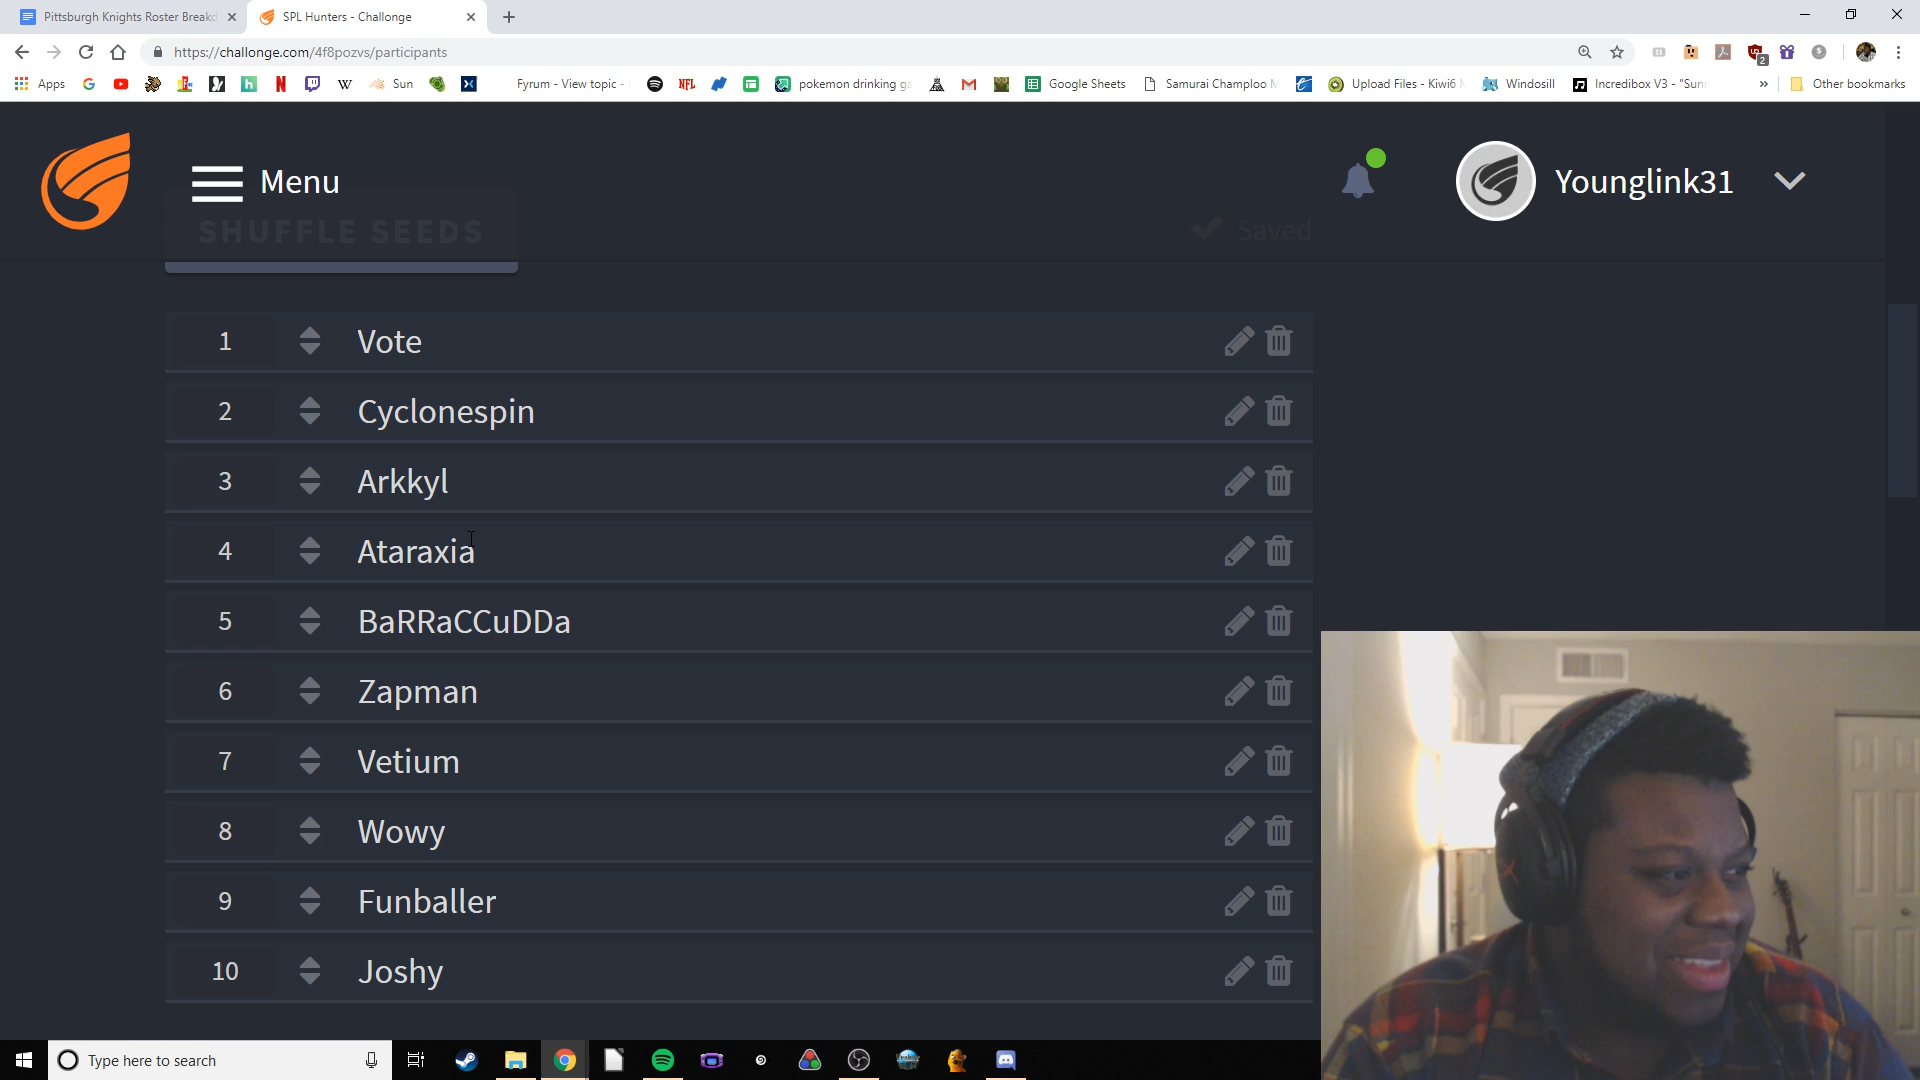 Pittsburgh Knights Roster Breakd
SPL Hunters - Challonge
https://challonge.com/4f8pozvs/participants
Apps
Sun
Fyrum - View topic -
NFL
pokemon drinking ga
Google Sheets
Samurai Champloo M
Upload Files - Kiwi6
Windosill
Incredibox V3 - "Sun
Other bookmarks
Menu
Younglink31
SHUFFLE SEEDS
Saved
1 Vote
2 Cyclonespin
3 Arkkyl
4 Ataraxia
5 BaRRaCCuDDa
6 Zapman
7 Vetium
8 Wowy
9 Funballer
10 Joshy
Type here to search